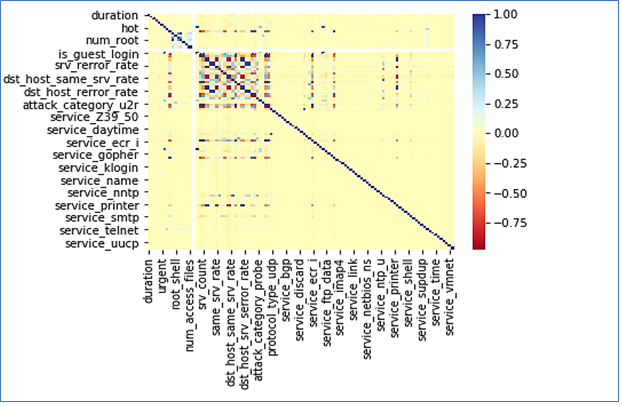 duration
hot
num_root
is_guest_login
srv_rerror_rate
dst_host_same_srv_rate
dst_host_rerror_rate
attack_category_u2r
service_Z39_50
service_daytime
service_ecr_i
service_gopher
service_klogin
service_name
service_nntp
service_printer
service_smtp
service_telnet
service_uucp
1.00
0.75
0.50
0.25
0.00
−0.25
−0.50
−0.75
duration
urgent
root_shell
num_access_files
srv_count
same_srv_rate
dst_host_same_srv_rate
dst_host_srv_serror_rate
attack_category_probe
protocol_type_udp
service_bgp
service_discard
service_ecr_i
service_ftp_data
service_imap4
service_link
service_netbios_ns
service_ntp_u
service_printer
service_shell
service_supdup
service_time
service_vmnet